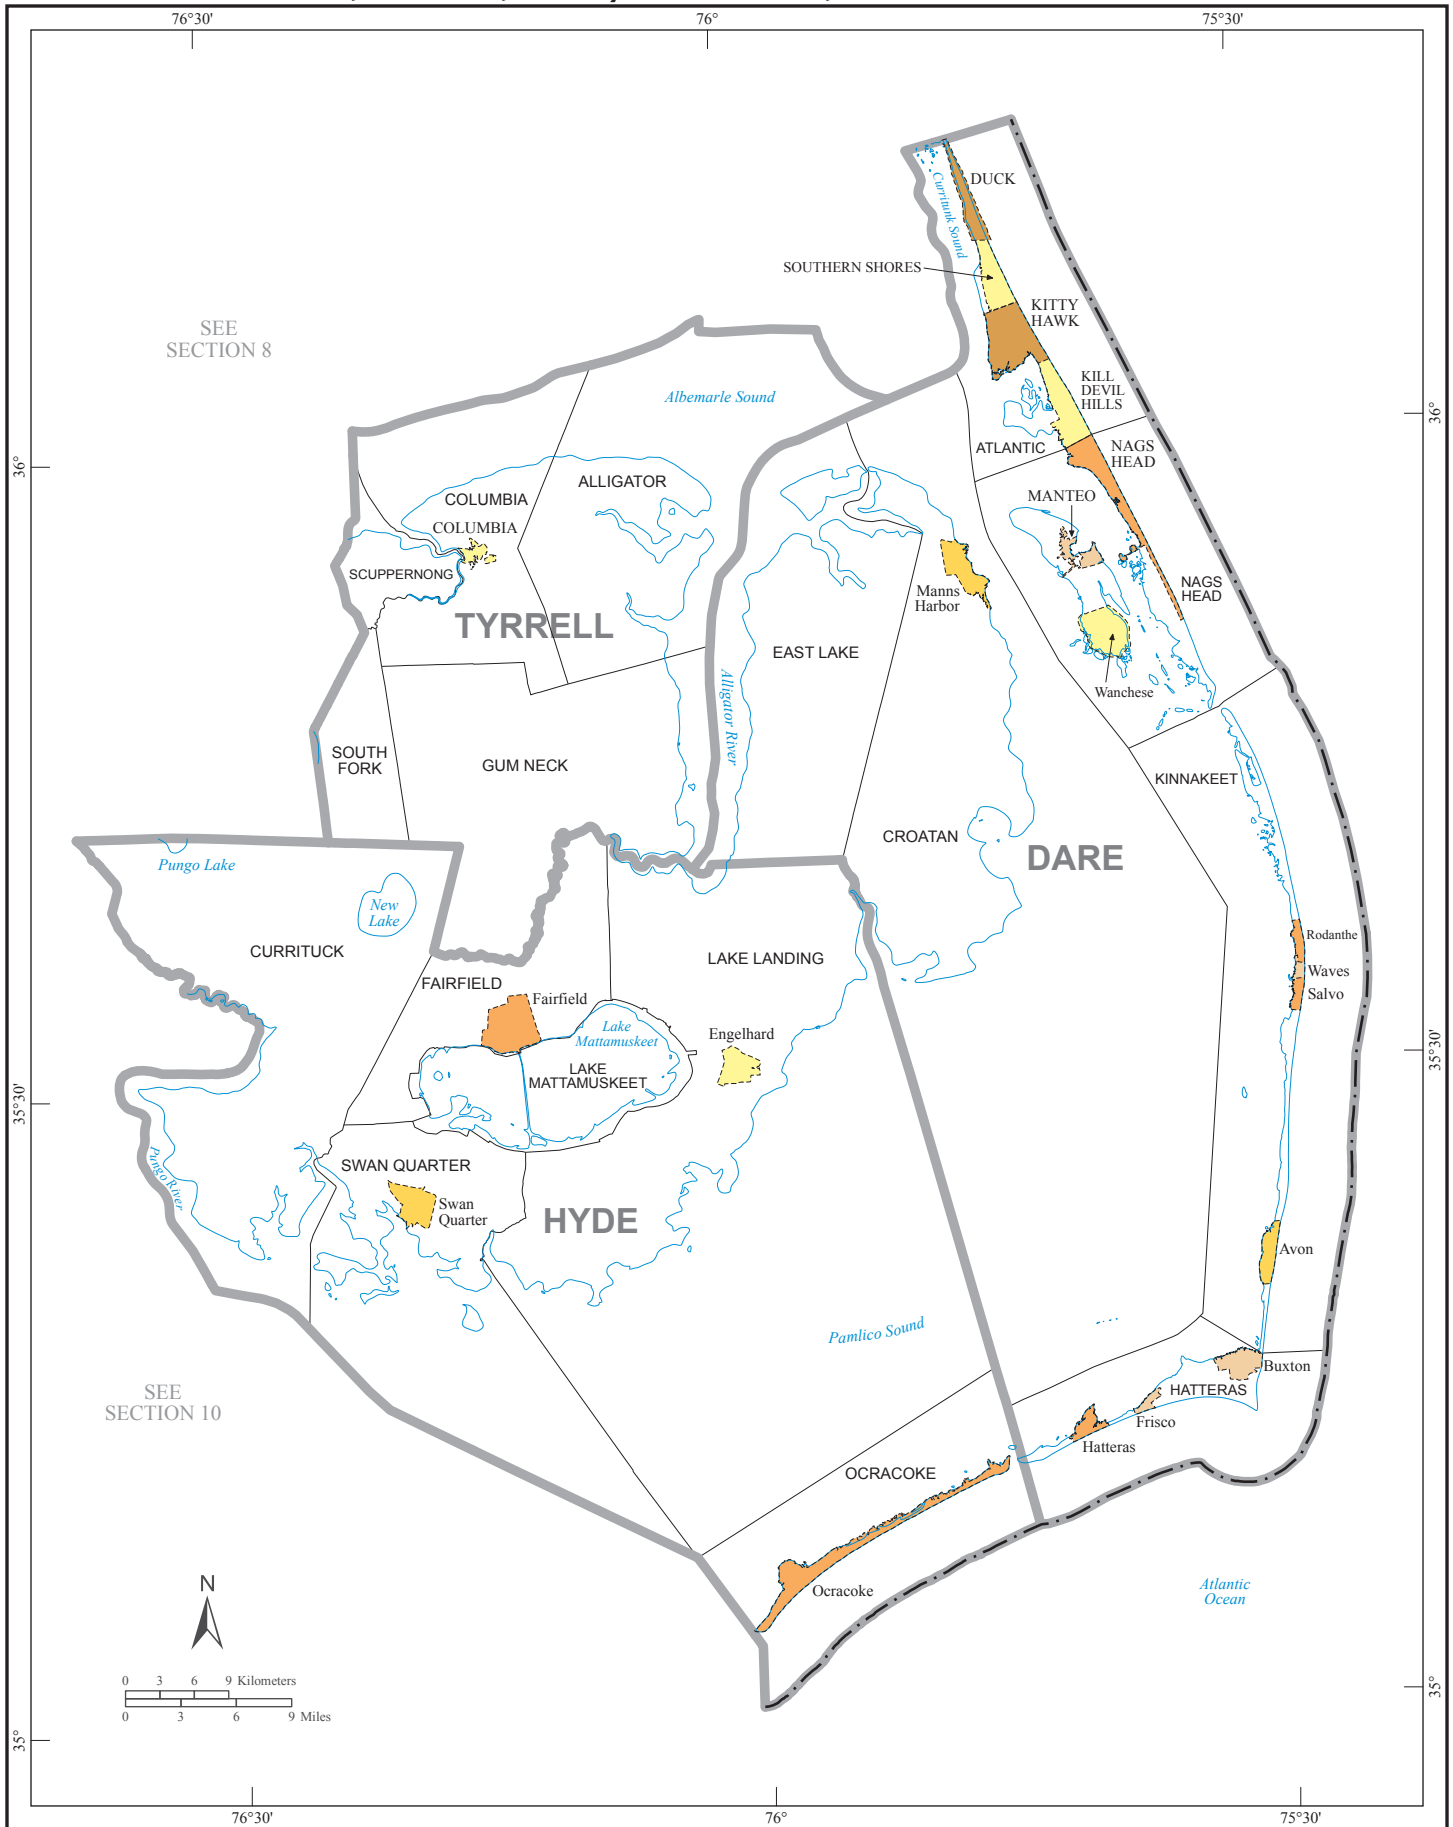 76°30'
76°
75°30'
DUCK
Currituck Sound
SOUTHERN SHORES
KITTY
HAWK
SEE
SECTION 8
KILL
DEVIL
HILLS
Albemarle Sound
36°
36°
ATLANTIC
NAGS
HEAD
ALLIGATOR
COLUMBIA
COLUMBIA
MANTEO
SCUPPERNONG
Manns
Harbor
NAGS
HEAD
TYRRELL
EAST LAKE
Wanchese
Alligator River
SOUTH
FORK
GUM NECK
KINNAKEET
CROATAN
DARE
Pungo Lake
New
Lake
CURRITUCK
LAKE LANDING
Rodanthe
Waves
Salvo
FAIRFIELD
Fairfield
Lake
Mattamuskeet
Engelhard
LAKE
MATTAMUSKEET
35°30'
35°30'
SWAN QUARTER
Pungo River
Swan
Quarter
HYDE
Avon
Pamlico Sound
Buxton
HATTERAS
Frisco
Hatteras
SEE
SECTION 10
OCRACOKE
Ocracoke
Atlantic
Ocean
N
0 3 6 9 Kilometers
0 3 6 9 Miles
35°
35°
76°30'
76°
75°30'